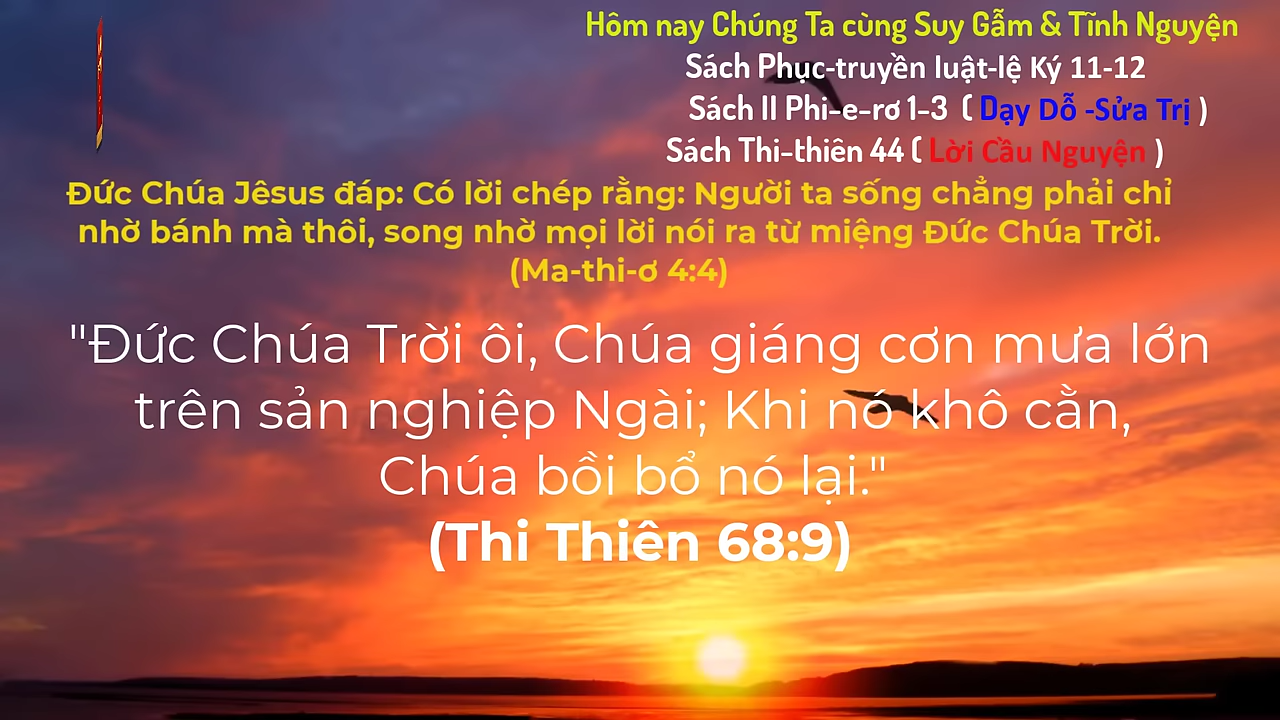 Hôm nay Chúng Ta cùng Suy Gẫm & Tĩnh Nguyện
Sách Phục-truyền luật-lệ Ký 11-12
Sách II Phi-e-rơ 1-3 ( Dạy Dỗ -Sửa Trị )
Sách Thi-thiên 44 ( Lời Cầu Nguyện )
Đức Chúa Jêsus đáp: Có lời chép rằng: Người ta sống chẳng phải chỉ
nhờ bánh mà thôi, song nhờ mọi lời nói ra từ miệng Đức Chúa Trời.
(Ma-thi-ơ 4:4)
"Đức Chúa Trời ôi, Chúa giáng cơn mưa lớn
trên sản nghiệp Ngài; Khi nó khô cằn,
Chúa bồi bổ nó lại."
(Thi Thiên 68:9)